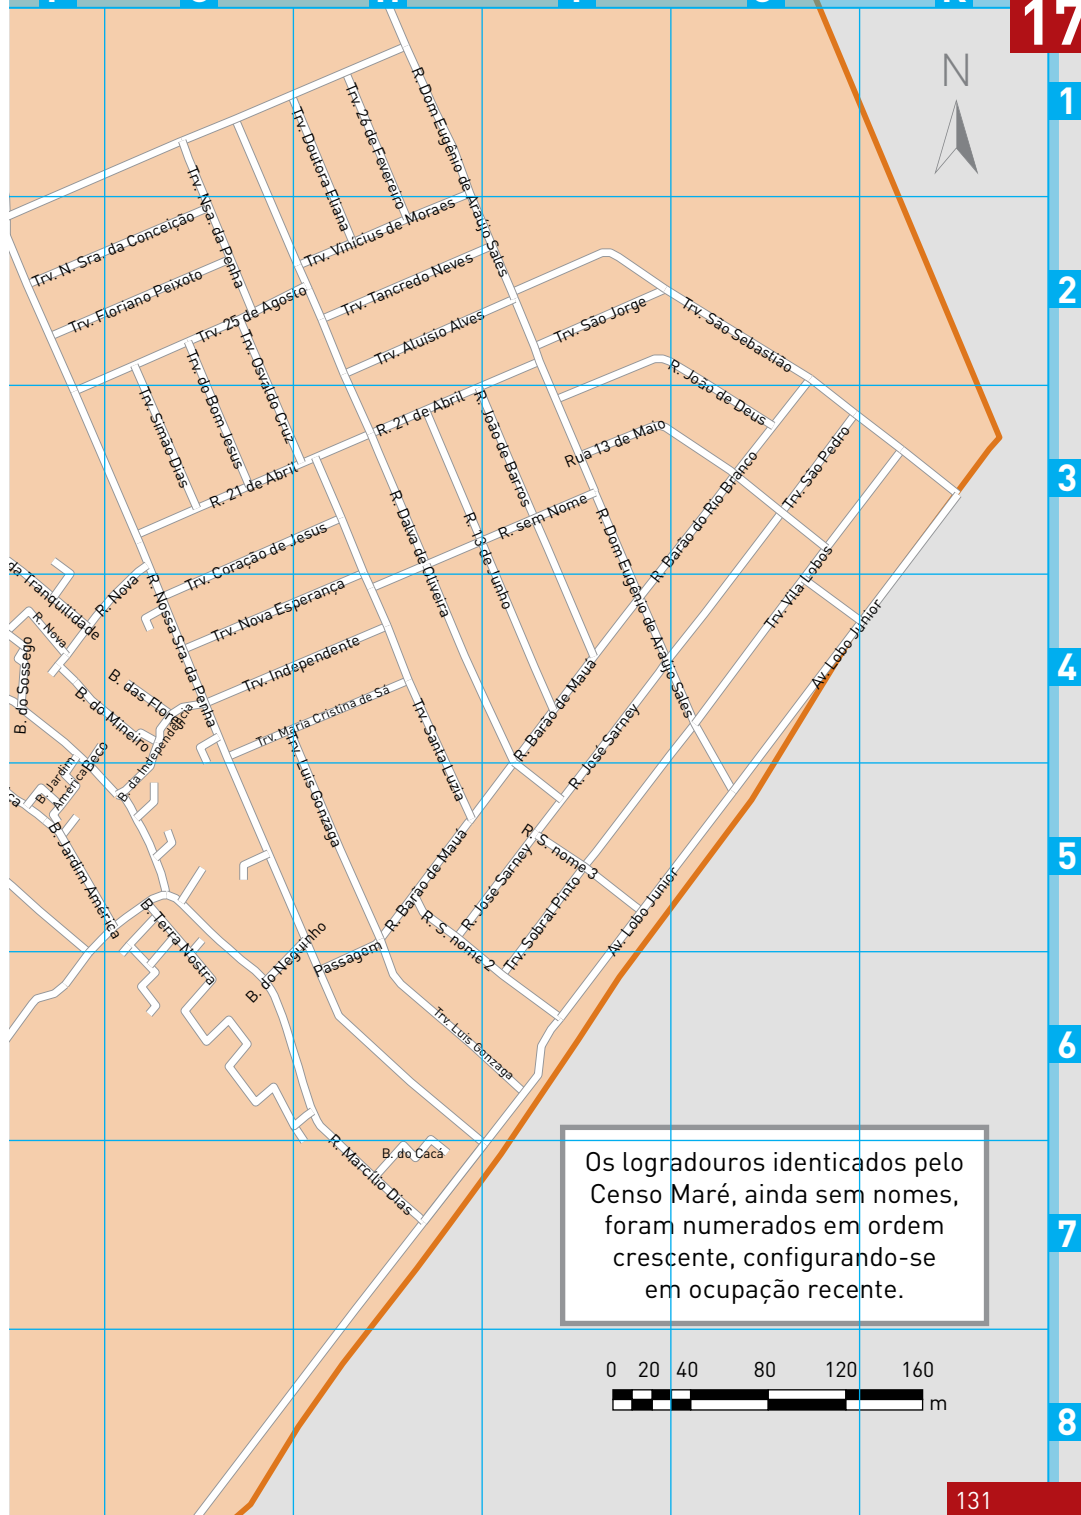 17
N
1
2
3
4
5
6
7
8
R. Dom Eugênio de Araújo Sales
Trv. 26 de Fevereiro
Trv. Doutora Eliana
Trv. Nsa. da Penha
Trv. N. Sra. da Conceição
Trv. Vinícius de Moraes
Trv. Tancredo Neves
Trv. Floriano Peixoto
Trv. 25 de Agosto
Trv. Aluísio Alves
Trv. São Jorge
Trv. São Sebastião
Trv. Osvaldo Cruz
Trv. do Bom Jesus
Trv. Simão Dias
R. João de Deus
R. 21 de Abril
R. João de Barros
Rua 13 de Maio
Trv. São Pedro
R. Barão do Rio Branco
R. 21 de Abril
R. Dalva de Oliveira
R. 13 de Junho
R. sem Nome
R. Dom Eugênio de Araújo Sales
Trv. Vila Lobos
Av. Lobo Junior
Trv. Coração de Jesus
Trv. Nova Esperança
Trv. Independente
Trv. Maria Cristina de Sá
R. Nossa Sra. da Penha
da Tranquilidade
R. Nova
R. Nova
B. do Sossego
B. das Flores
B. do Mineiro
B. da Independência
Beco
B. Jardim
América
B. Jardim América
Trv. Santa Luzia
Trv. Luis Gonzaga
R. Barão de Mauá
R. José Sarney
R. Barão de Mauá
R. S. nome 3
R. José Sarney
Trv. Sobral Pinto
Av. Lobo Junior
R. S. nome 2
B. Terra Nostra
B. do Neguinho
Passagem
Trv. Luis Gonzaga
R. Marcílio Dias
B. do Cacá
Os logradouros identicados pelo
Censo Maré, ainda sem nomes,
foram numerados em ordem
crescente, configurando-se
em ocupação recente.
0 20 40 80 120 160
m
131